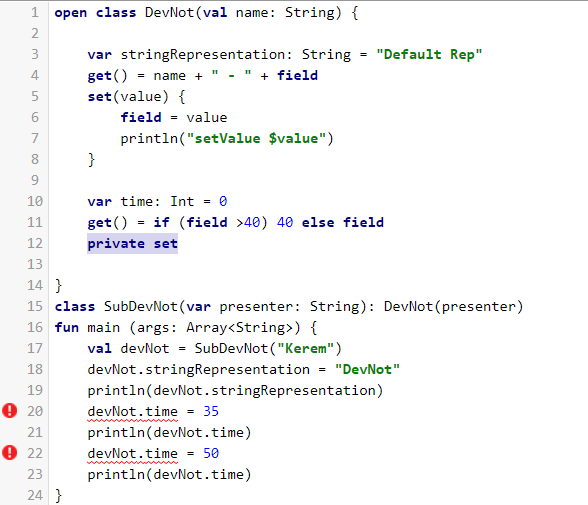 1 open class DevNot(val name: String) {
2
3     var stringRepresentation: String = "Default Rep"
4     get() = name + " - " + field
5     set(value) {
6         field = value
7         println("setValue $value")
8     }
9
10     var time: Int = 0
11     get() = if (field >40) 40 else field
12     private set
13
14 }
15 class SubDevNot(var presenter: String): DevNot(presenter)
16 fun main (args: Array<String>) {
17     val devNot = SubDevNot("Kerem")
18     devNot.stringRepresentation = "DevNot"
19     println(devNot.stringRepresentation)
20     devNot.time = 35
21     println(devNot.time)
22     devNot.time = 50
23     println(devNot.time)
24 }